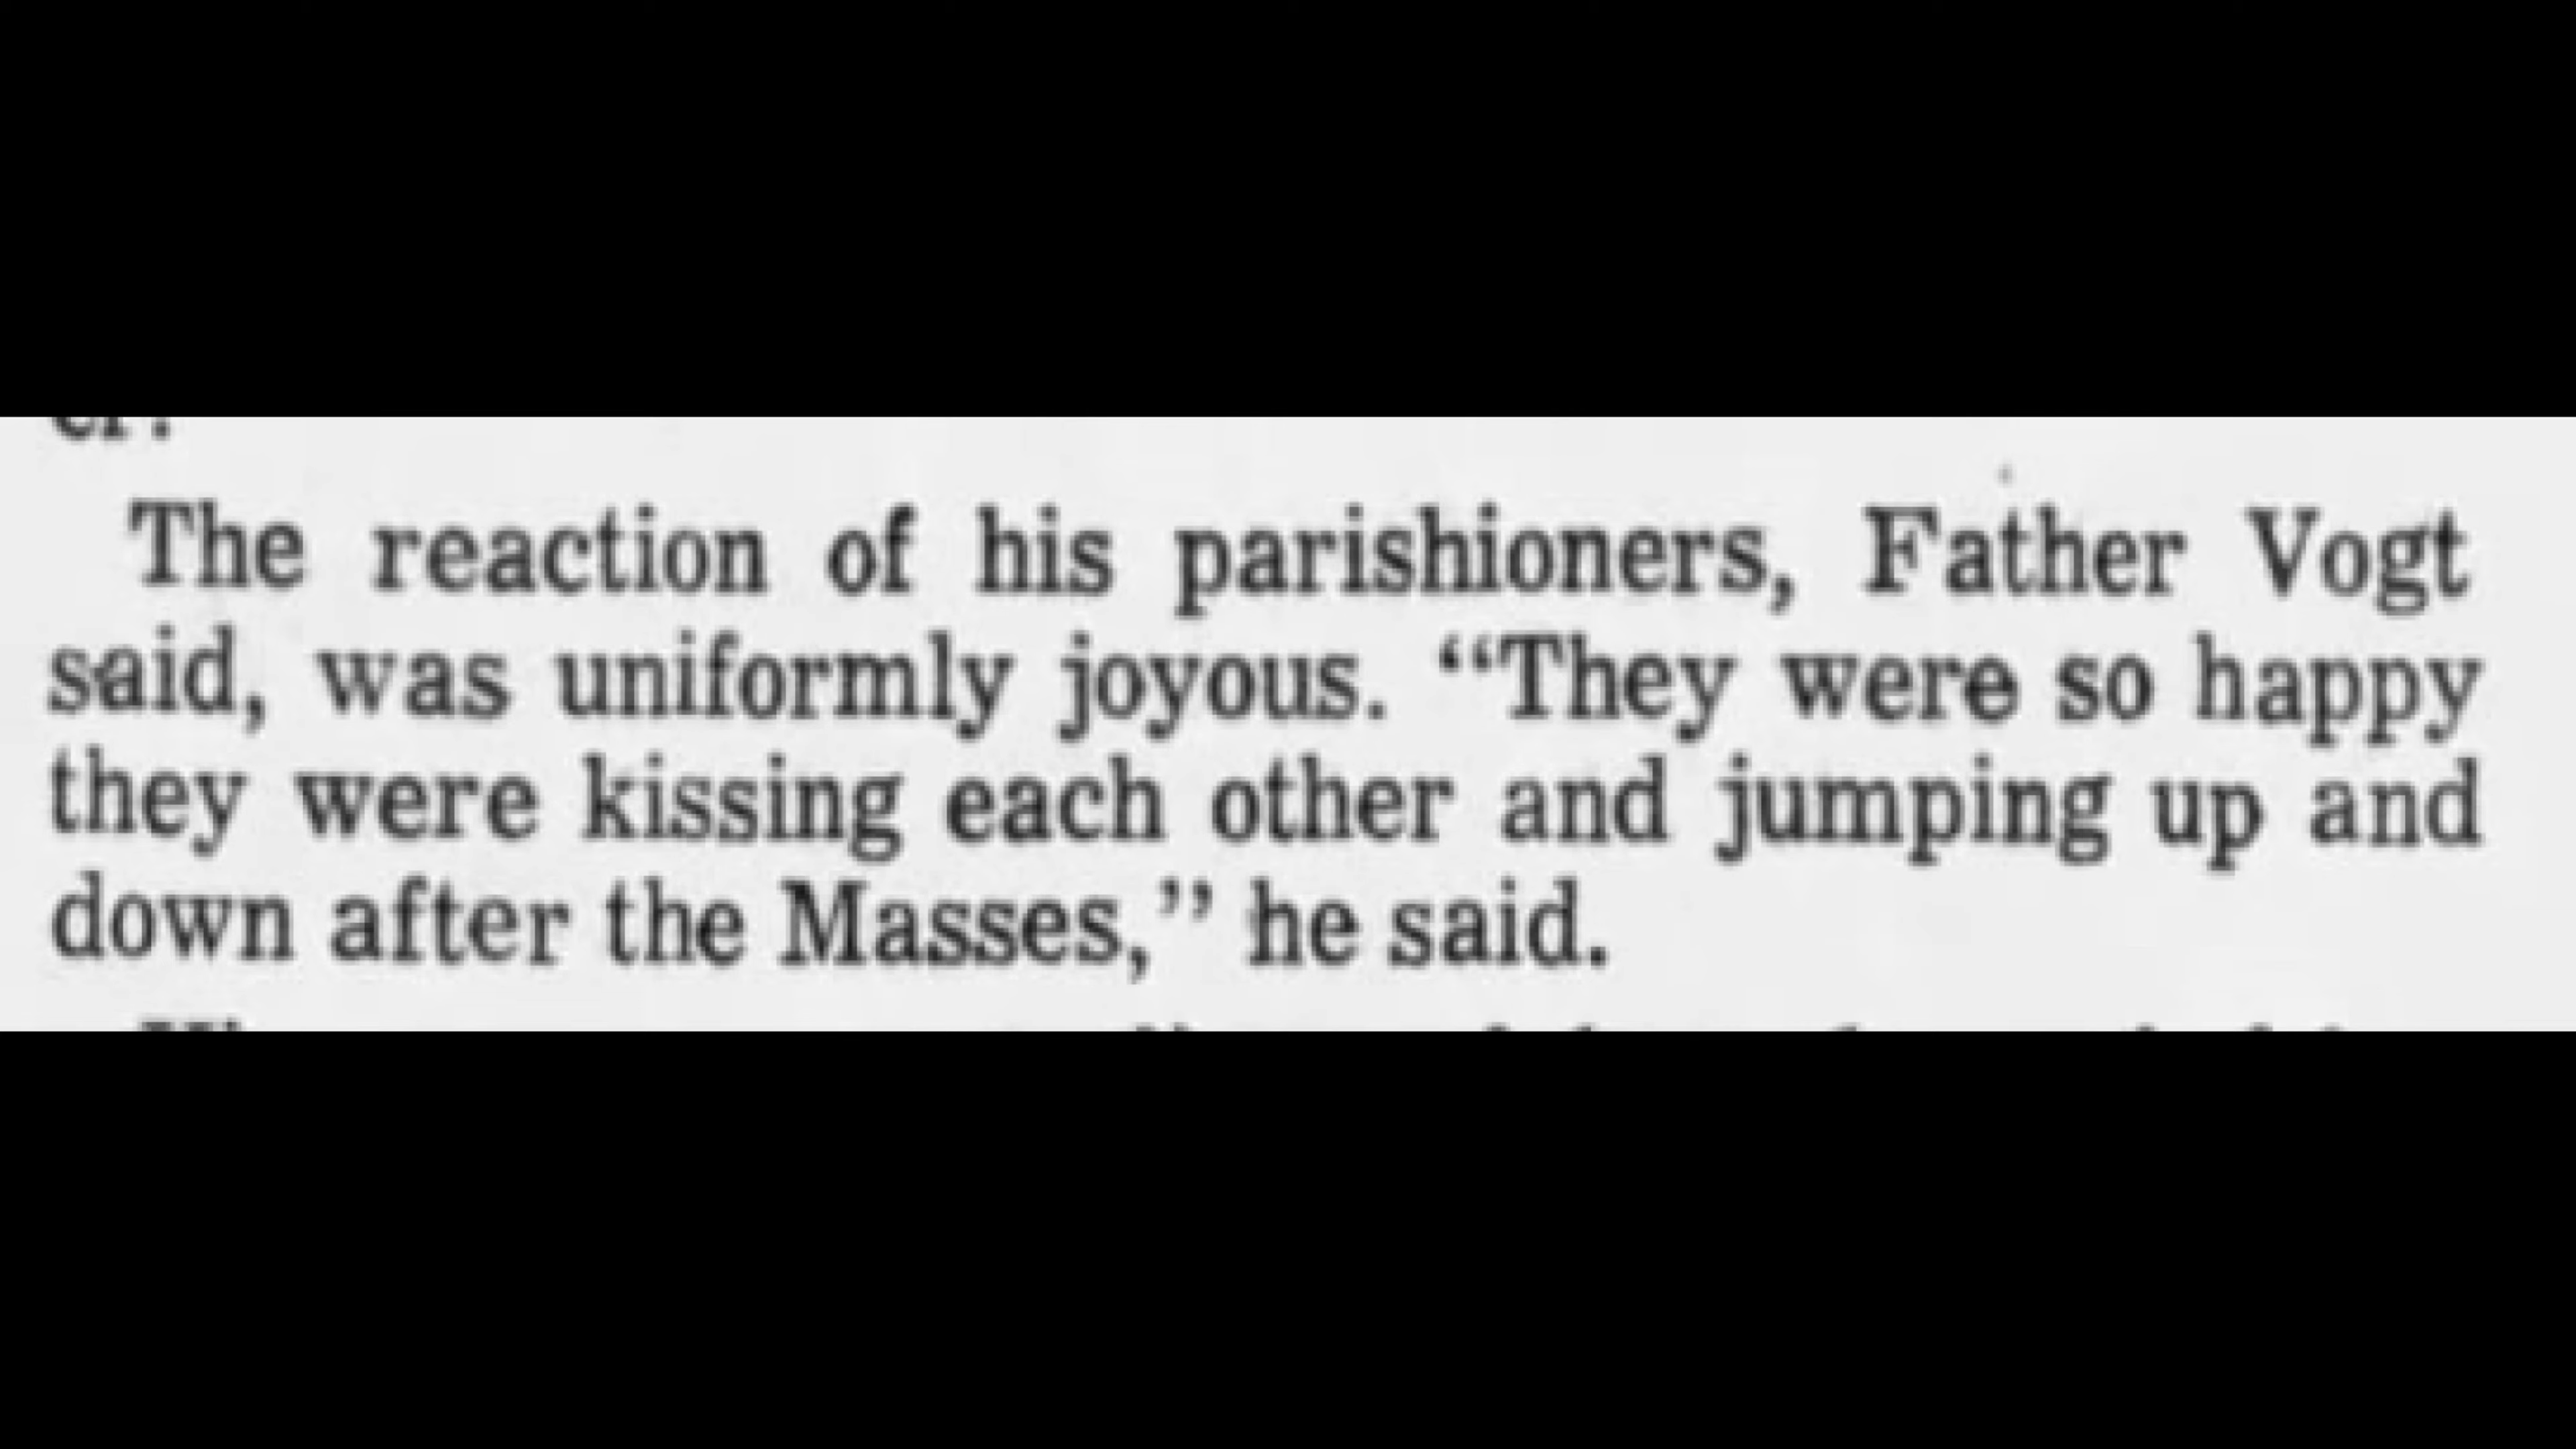 The reaction of his parishioners, Father Vogt
said, was uniformly joyous. “They were so happy
they were kissing each other and jumping up and
down after the Masses,” he said.